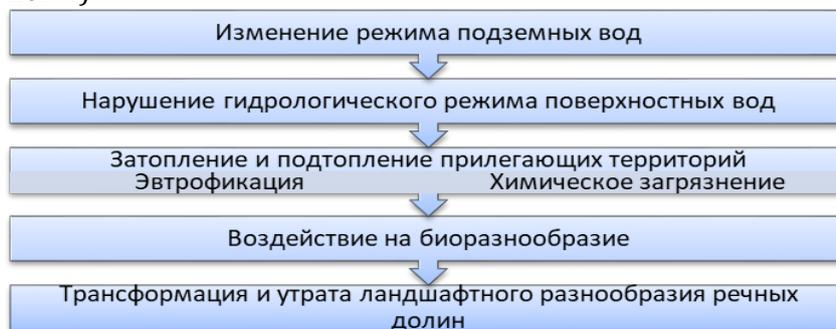 Изменение режима подземных вод
Нарушение гидрологического режима поверхностных вод
Затопление и подтопление прилегающих территорий
Эвтрофикация Химическое загрязнение
Воздействие на биоразнообразие
Трансформация и утрата ландшафтного разнообразия речных
долин